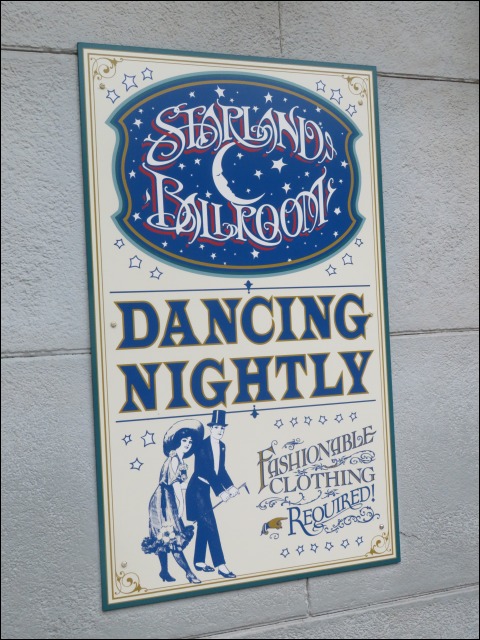 STARLAND
BALLROOM
DANCING
NIGHTLY
FASHIONABLE
CLOTHING
REQUIRED!